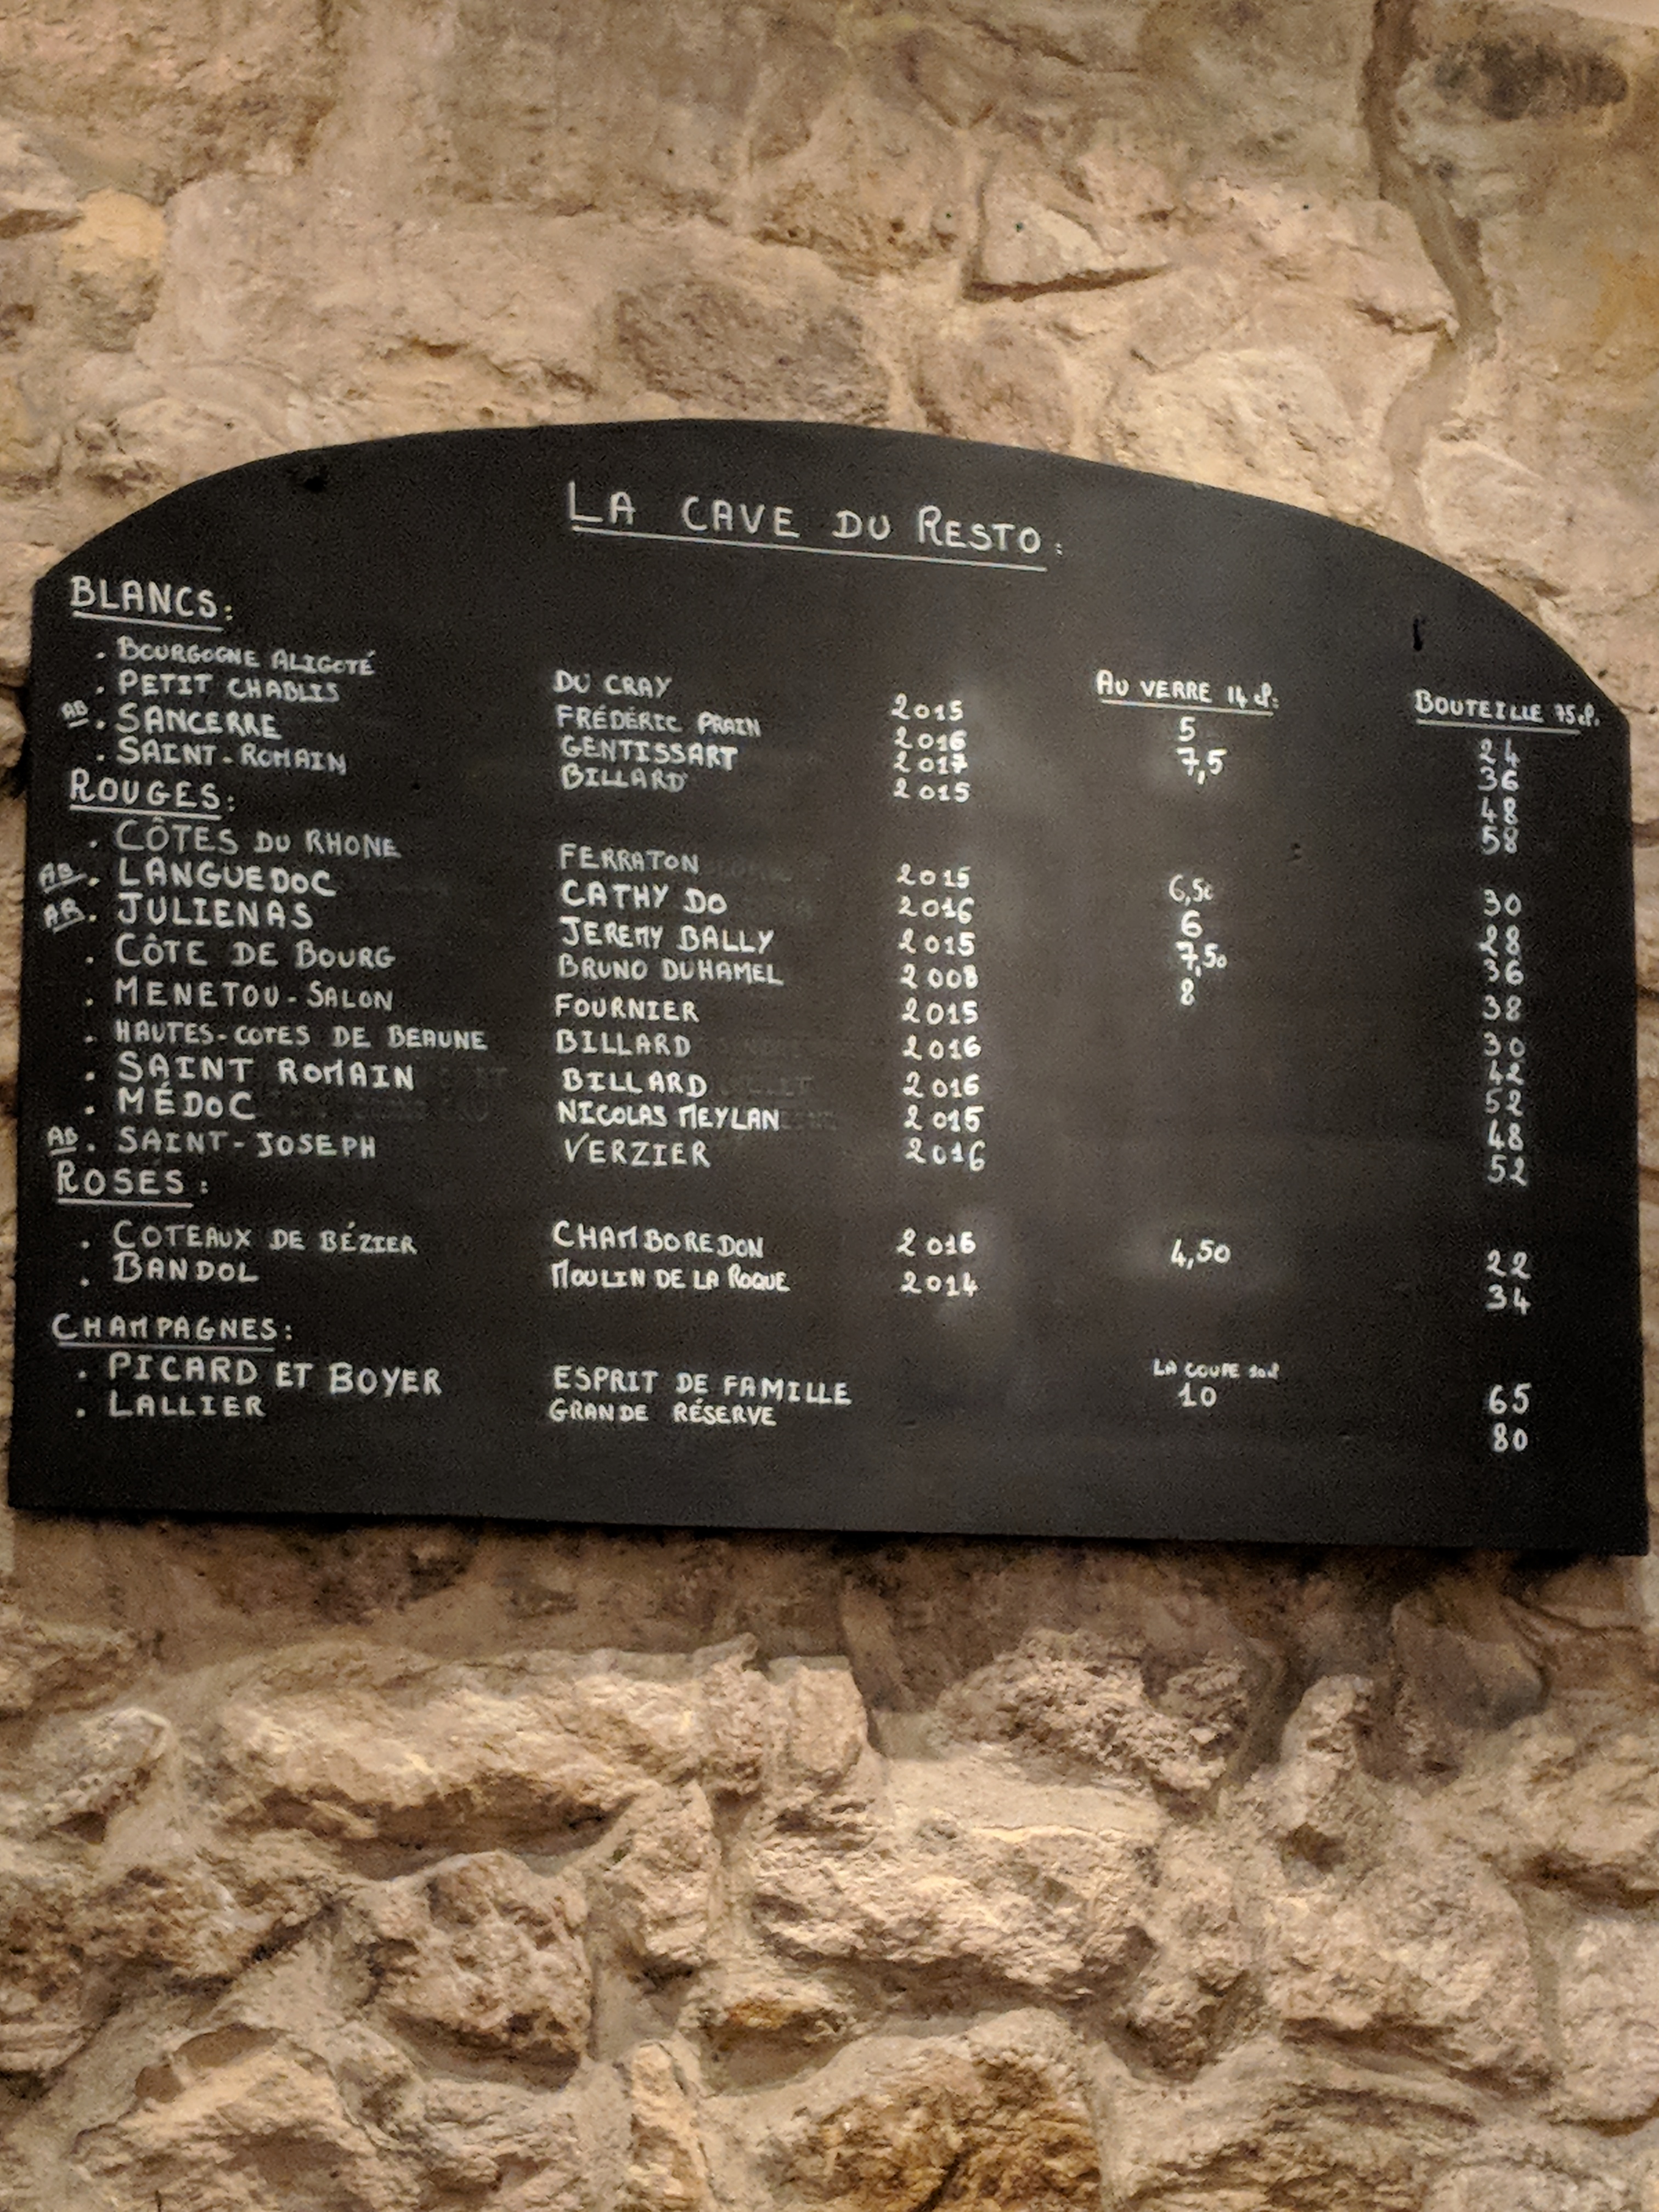 LA CAVE DU RESTO:
BLANCS:
AU VERRE 14 cl: BOUTEILLE 75 cl.
. BOURGOGNE ALIGOTÉ DU CRAY 2015 5 24
. PETIT CHABLIS FRÉDÉRIC PRAIN 2016 7,5 36
AB . SANCERRE GENTISSART 2017 48
. SAINT-ROMAIN BILLARD 2015 58
ROUGES:
. CÔTES DU RHONE FERRATON 2015 6,50 30
AB . LANGUEDOC CATHY DO 2016 6 28
AB . JULIENAS JEREMY BALLY 2015 7,50 36
. CÔTE DE BOURG BRUNO DUHAMEL 2008 8 38
. MENETOU-SALON FOURNIER 2015 30
. HAUTES-COTES DE BEAUNE BILLARD 2016 42
. SAINT ROMAIN BILLARD 2016 52
. MÉDOC NICOLAS MEYLAN 2015 48
AB . SAINT-JOSEPH VERZIER 2016 52
ROSES:
. COTEAUX DE BÉZIER CHAMBOREDON 2016 4,50 22
. BANDOL MOULIN DE LA ROQUE 2014 34
CHAMPAGNES:
LA COUPE 10cl
. PICARD ET BOYER ESPRIT DE FAMILLE 10 65
. LALLIER GRANDE RÉSERVE 80